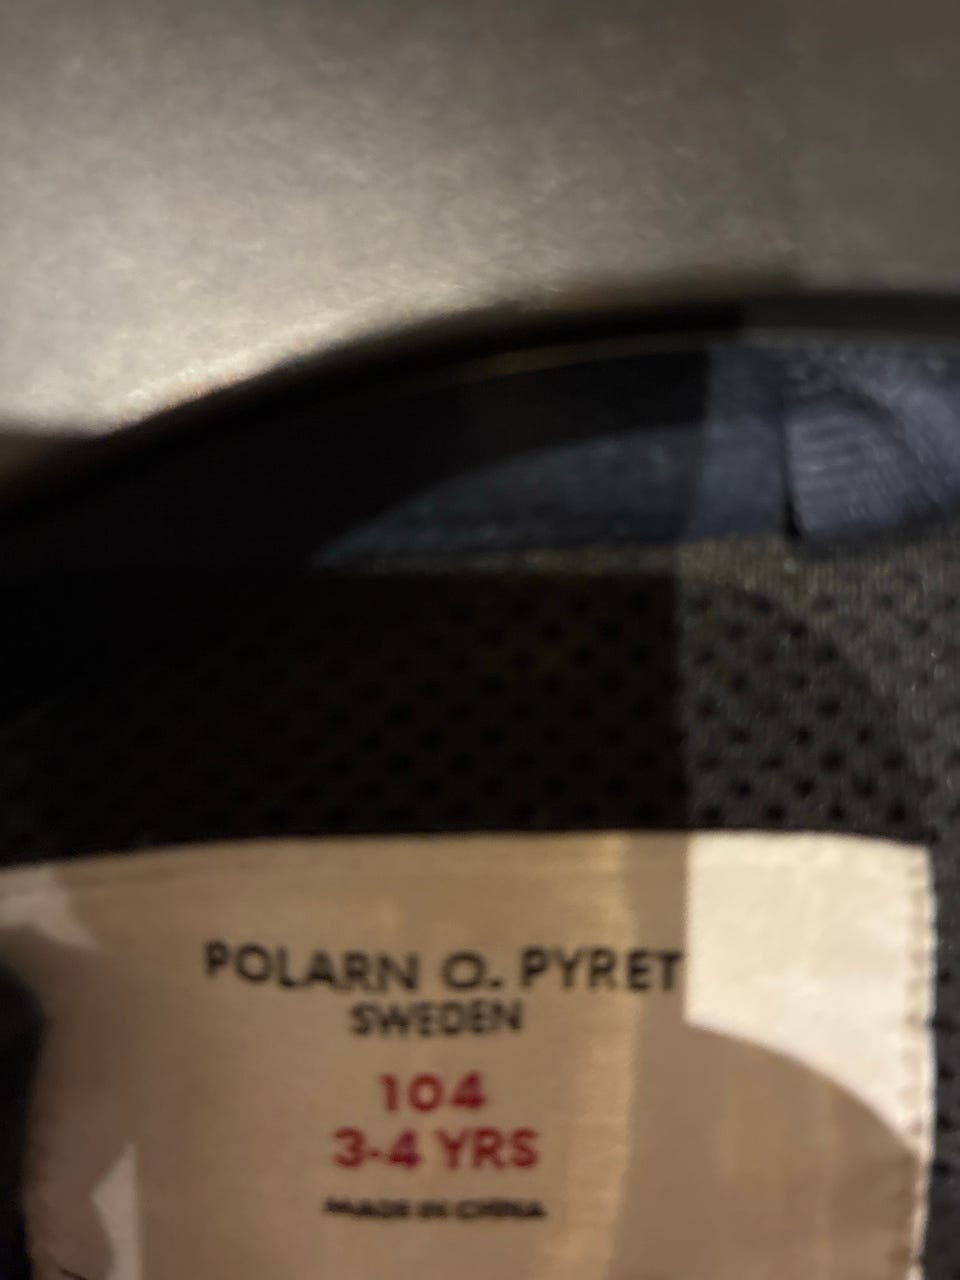 POLARN O. PYRET
SWEDEN
104
3-4 YRS
MADE IN CHINA